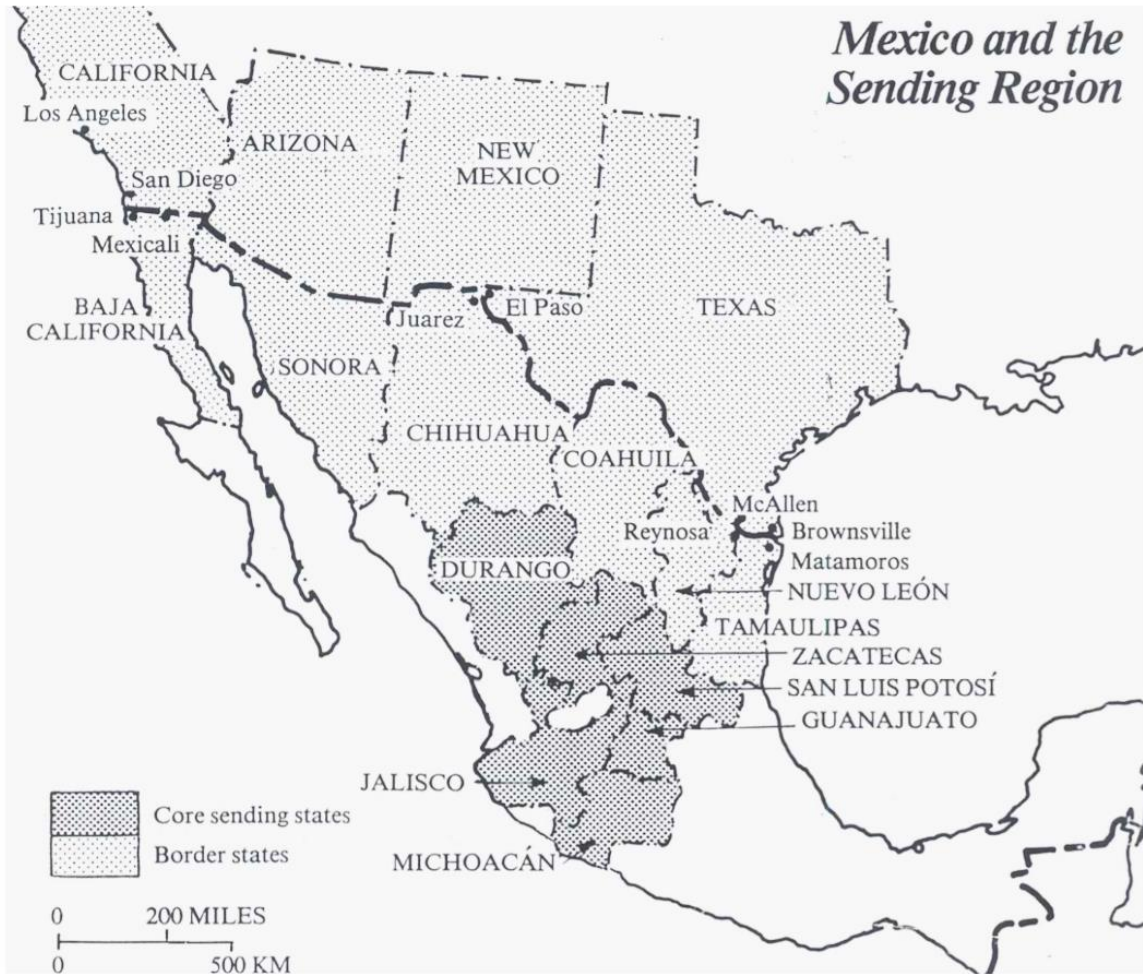 Mexico and the
Sending Region
CALIFORNIA
Los Angeles
ARIZONA
NEW
MEXICO
San Diego
Tijuana
Mexicali
BAJA
CALIFORNIA
SONORA
Juarez
El Paso
TEXAS
CHIHUAHUA
COAHUILA
McAllen
Reynosa
Brownsville
Matamoros
DURANGO
NUEVO LEÓN
TAMAULIPAS
ZACATECAS
SAN LUIS POTOSÍ
GUANAJUATO
JALISCO
MICHOACÁN
Core sending states
Border states
0 200 MILES
0 500 KM